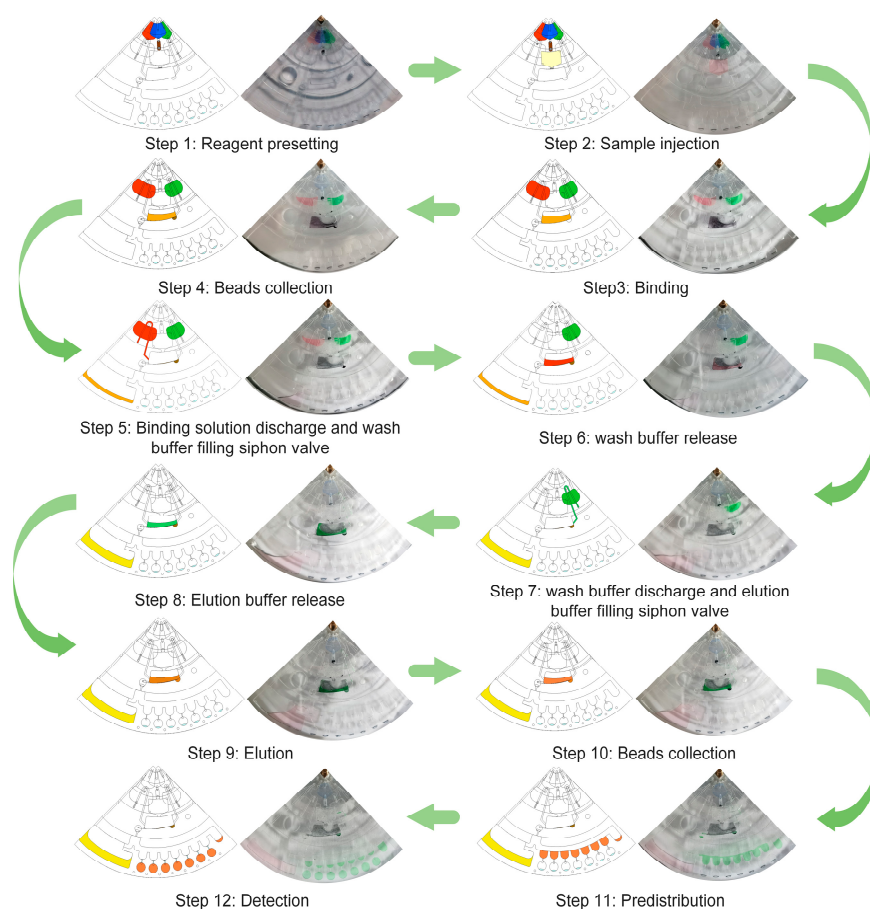 Step 1: Reagent presetting
Step 2: Sample injection
Step3: Binding
Step 4: Beads collection
Step 5: Binding solution discharge and wash
buffer filling siphon valve
Step 6: wash buffer release
Step 7: wash buffer discharge and elution
buffer filling siphon valve
Step 8: Elution buffer release
Step 9: Elution
Step 10: Beads collection
Step 11: Predistribution
Step 12: Detection